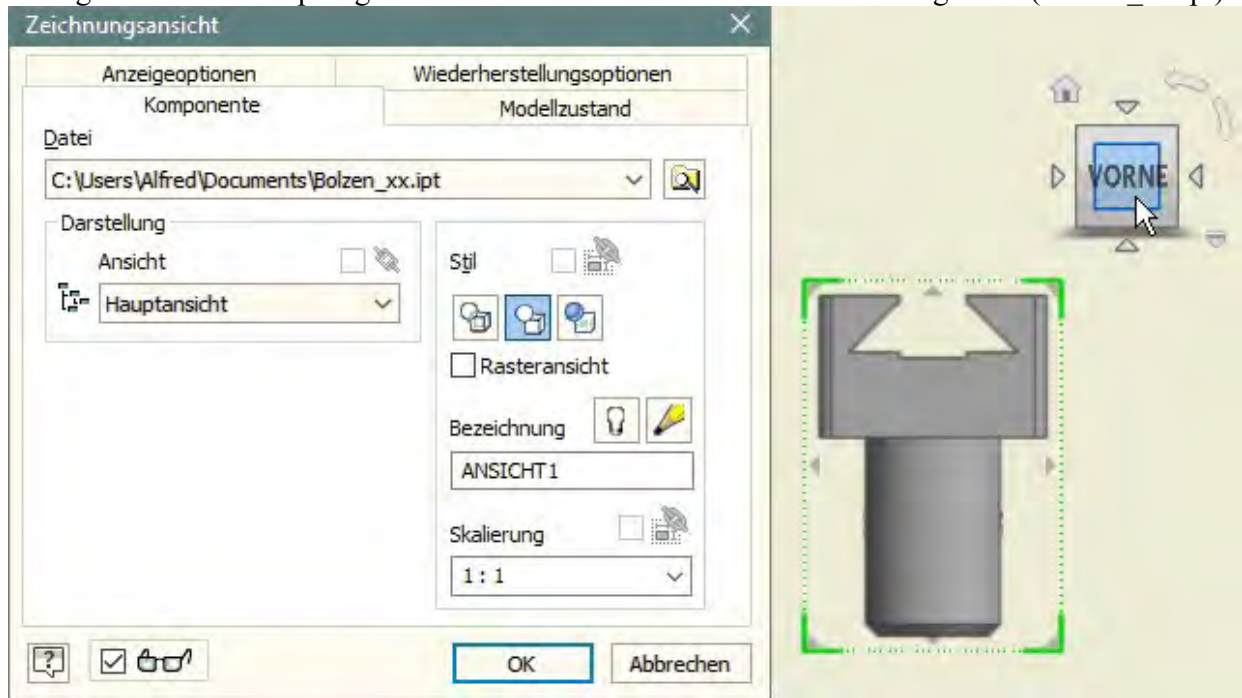 Zeichnungsansicht
Anzeigeoptionen
Wiederherstellungsoptionen
Komponente
Modellzustand
Datei
C:\Users\Alfred\Documents\Bolzen_xx.ipt
Darstellung
Ansicht
Hauptansicht
Stil
Rasteransicht
Bezeichnung
ANSICHT1
Skalierung
1 : 1
OK
Abbrechen
VORNE